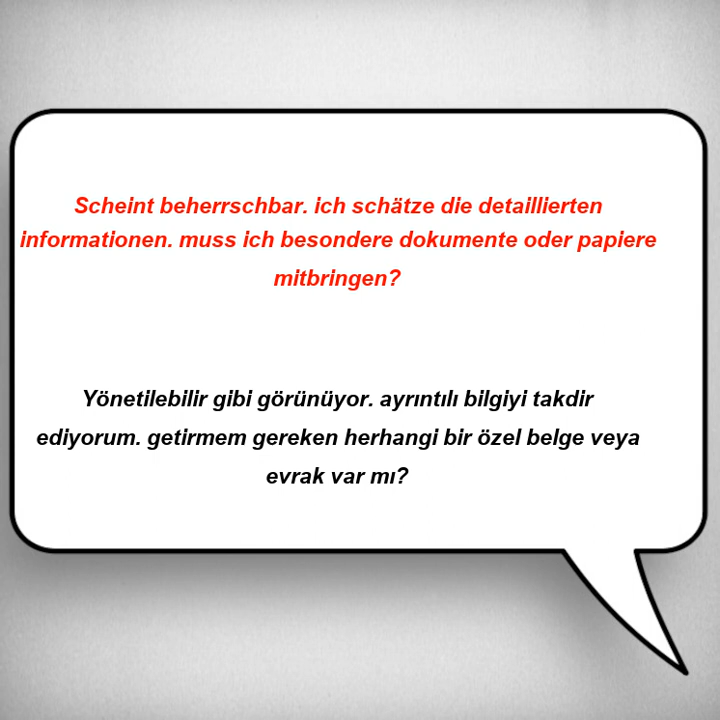 Scheint beherrschbar. ich schätze die detaillierten
informationen. muss ich besondere dokumente oder papiere
mitbringen?
Yönetilebilir gibi görünüyor. ayrıntılı bilgiyi takdir
ediyorum. getirmem gereken herhangi bir özel belge veya
evrak var mı?